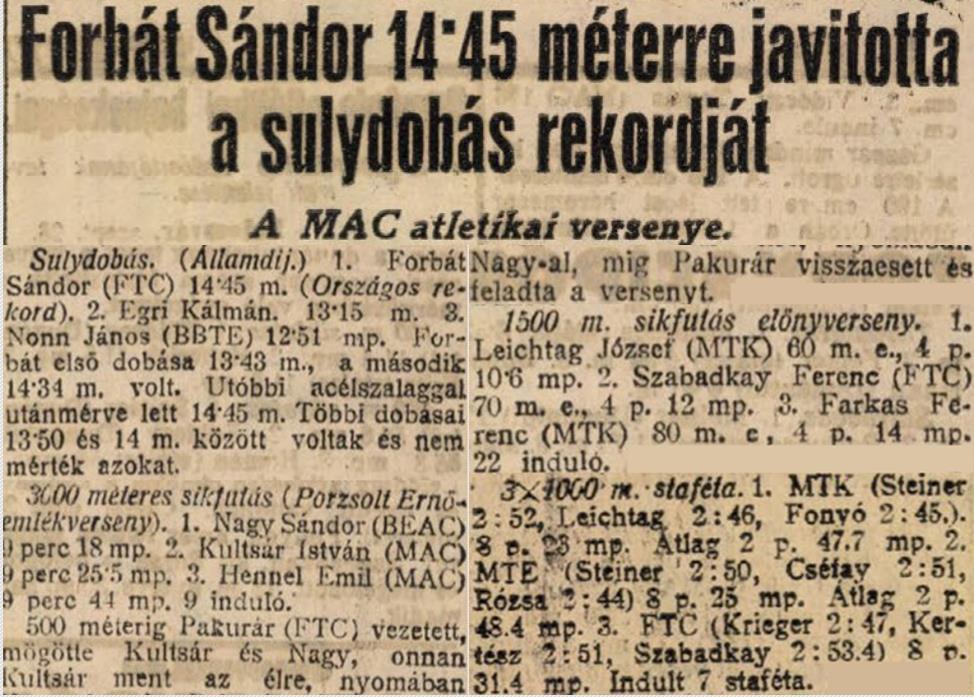 Forbát Sándor 14·45 méterre javitotta
a sulydobás rekordját
A MAC atletikai versenye.
Sulydobás. (Államdij.) 1. Forbát
Sándor (FTC) 14·45 m. (Országos re-
kord). 2. Egri Kálmán. 13·15 m. 3.
Nonn János (BBTE) 12·51 mp. For-
bát első dobása 13·43 m., a második
14·34 m. volt. Utóbbi acélszalaggal
utánmérve lett 14·45 m. Többi dobásai
13·50 és 14 m. között voltak és nem
mérték azokat.
3000 méteres sikfutás (Porzsolt Ernő-
emlékverseny). 1. Nagy Sándor (BEAC)
9 perc 18 mp. 2. Kultsár István (MAC)
9 perc 25·5 mp. 3. Hennel Emil (MAC)
9 perc 44 mp. 9 induló.
500 méterig Pakurár (FTC) vezetett,
mögötte Kultsár és Nagy, onnan
Kultsár ment az élre, nyomában
Nagy-al, mig Pakurár visszaesett és
feladta a versenyt.
1500 m. sikfutás előnyverseny. 1.
Leichtag József (MTK) 60 m. e., 4 p.
10·6 mp. 2. Szabadkay Ferenc (FTC)
70 m. e., 4 p. 12 mp. 3. Farkas Fe-
renc (MTK) 80 m. e, 4 p. 14 mp.
22 induló.
3×1000 m. staféta. 1. MTK (Steiner
2:52, Leichtag 2:46, Fonyó 2:45.).
8 p. 23 mp. Átlag 2 p. 47.7 mp. 2.
MTE (Steiner 2:50, Cséfay 2:51,
Rózsa 2:44) 8 p. 25 mp. Átlag 2 p.
48.4 mp. 3. FTC (Krieger 2:47, Ker-
tész 2:51, Szabadkay 2:53.4) 8 p.
31.4 mp. Indult 7 staféta.